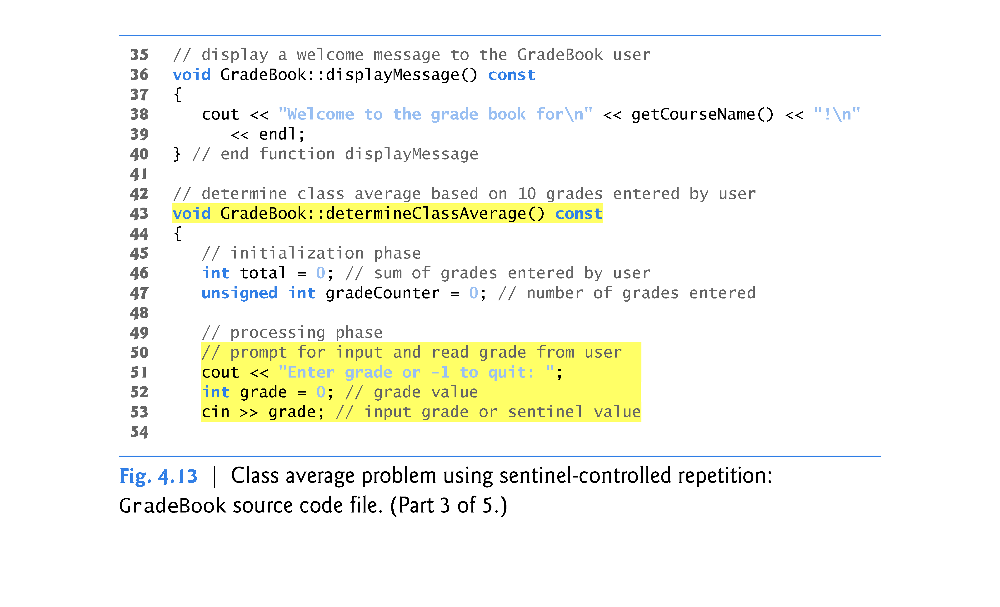 35 // display a welcome message to the GradeBook user
36 void GradeBook::displayMessage() const
37 {
38    cout << "Welcome to the grade book for\n" << getCourseName() << "!\n"
39       << endl;
40 } // end function displayMessage
41
42 // determine class average based on 10 grades entered by user
43 void GradeBook::determineClassAverage() const
44 {
45    // initialization phase
46    int total = 0; // sum of grades entered by user
47    unsigned int gradeCounter = 0; // number of grades entered
48
49    // processing phase
50    // prompt for input and read grade from user
51    cout << "Enter grade or -1 to quit: ";
52    int grade = 0; // grade value
53    cin >> grade; // input grade or sentinel value
54
Fig. 4.13 | Class average problem using sentinel-controlled repetition:
GradeBook source code file. (Part 3 of 5.)